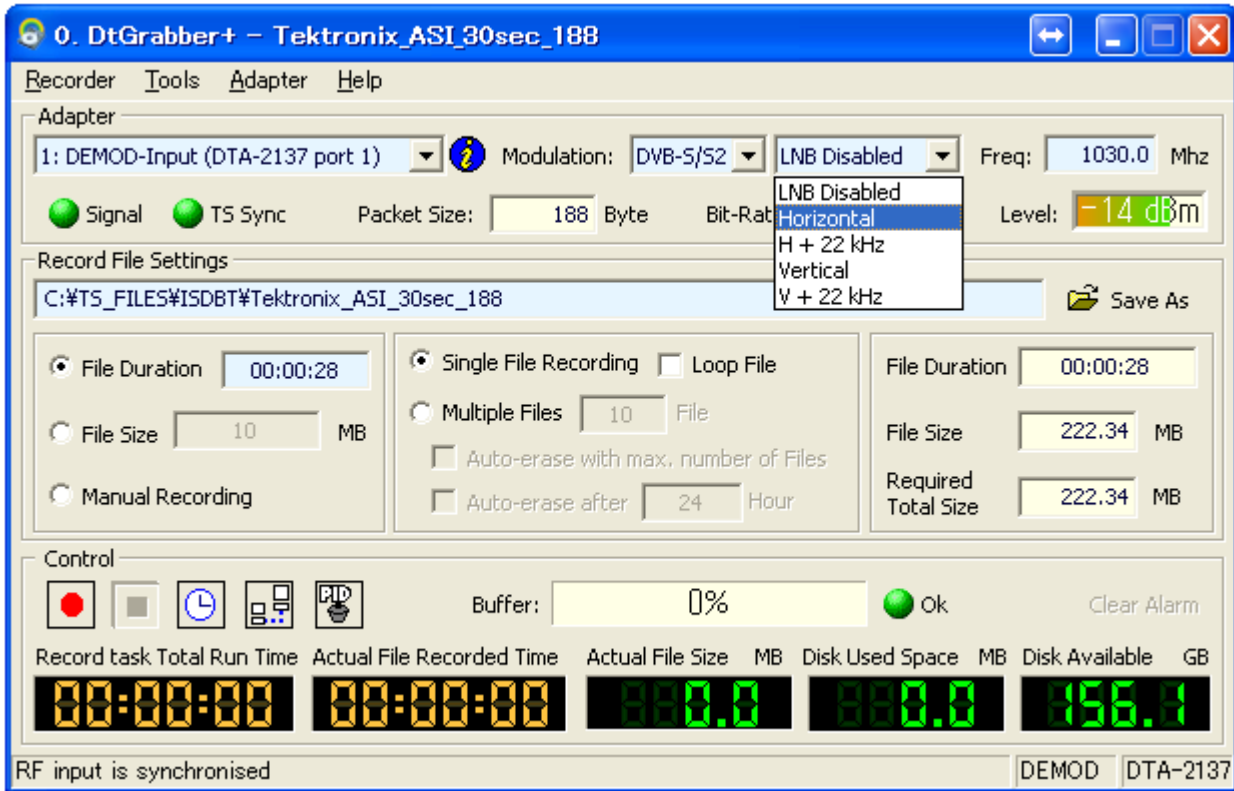 0. DtGrabber+ - Tektronix_ASI_30sec_188
Recorder Tools Adapter Help
Adapter
1: DEMOD-Input (DTA-2137 port 1) Modulation: DVB-S/S2 LNB Disabled Freq: 1030.0 Mhz
LNB Disabled
Horizontal
H + 22 kHz
Vertical
V + 22 kHz
Signal TS Sync Packet Size: 188 Byte Bit-Rat Level: -14 dBm
Record File Settings
C:¥TS_FILES¥ISDBT¥Tektronix_ASI_30sec_188 Save As
File Duration 00:00:28
File Size 10 MB
Manual Recording
Single File Recording Loop File
Multiple Files 10 File
Auto-erase with max. number of Files
Auto-erase after 24 Hour
File Duration 00:00:28
File Size 222.34 MB
Required
Total Size 222.34 MB
Control
PID
Buffer: 0% Ok Clear Alarm
Record task Total Run Time Actual File Recorded Time Actual File Size MB Disk Used Space MB Disk Available GB
00:00:00 00:00:00 0.0 0.0 156.1
RF input is synchronised DEMOD DTA-2137